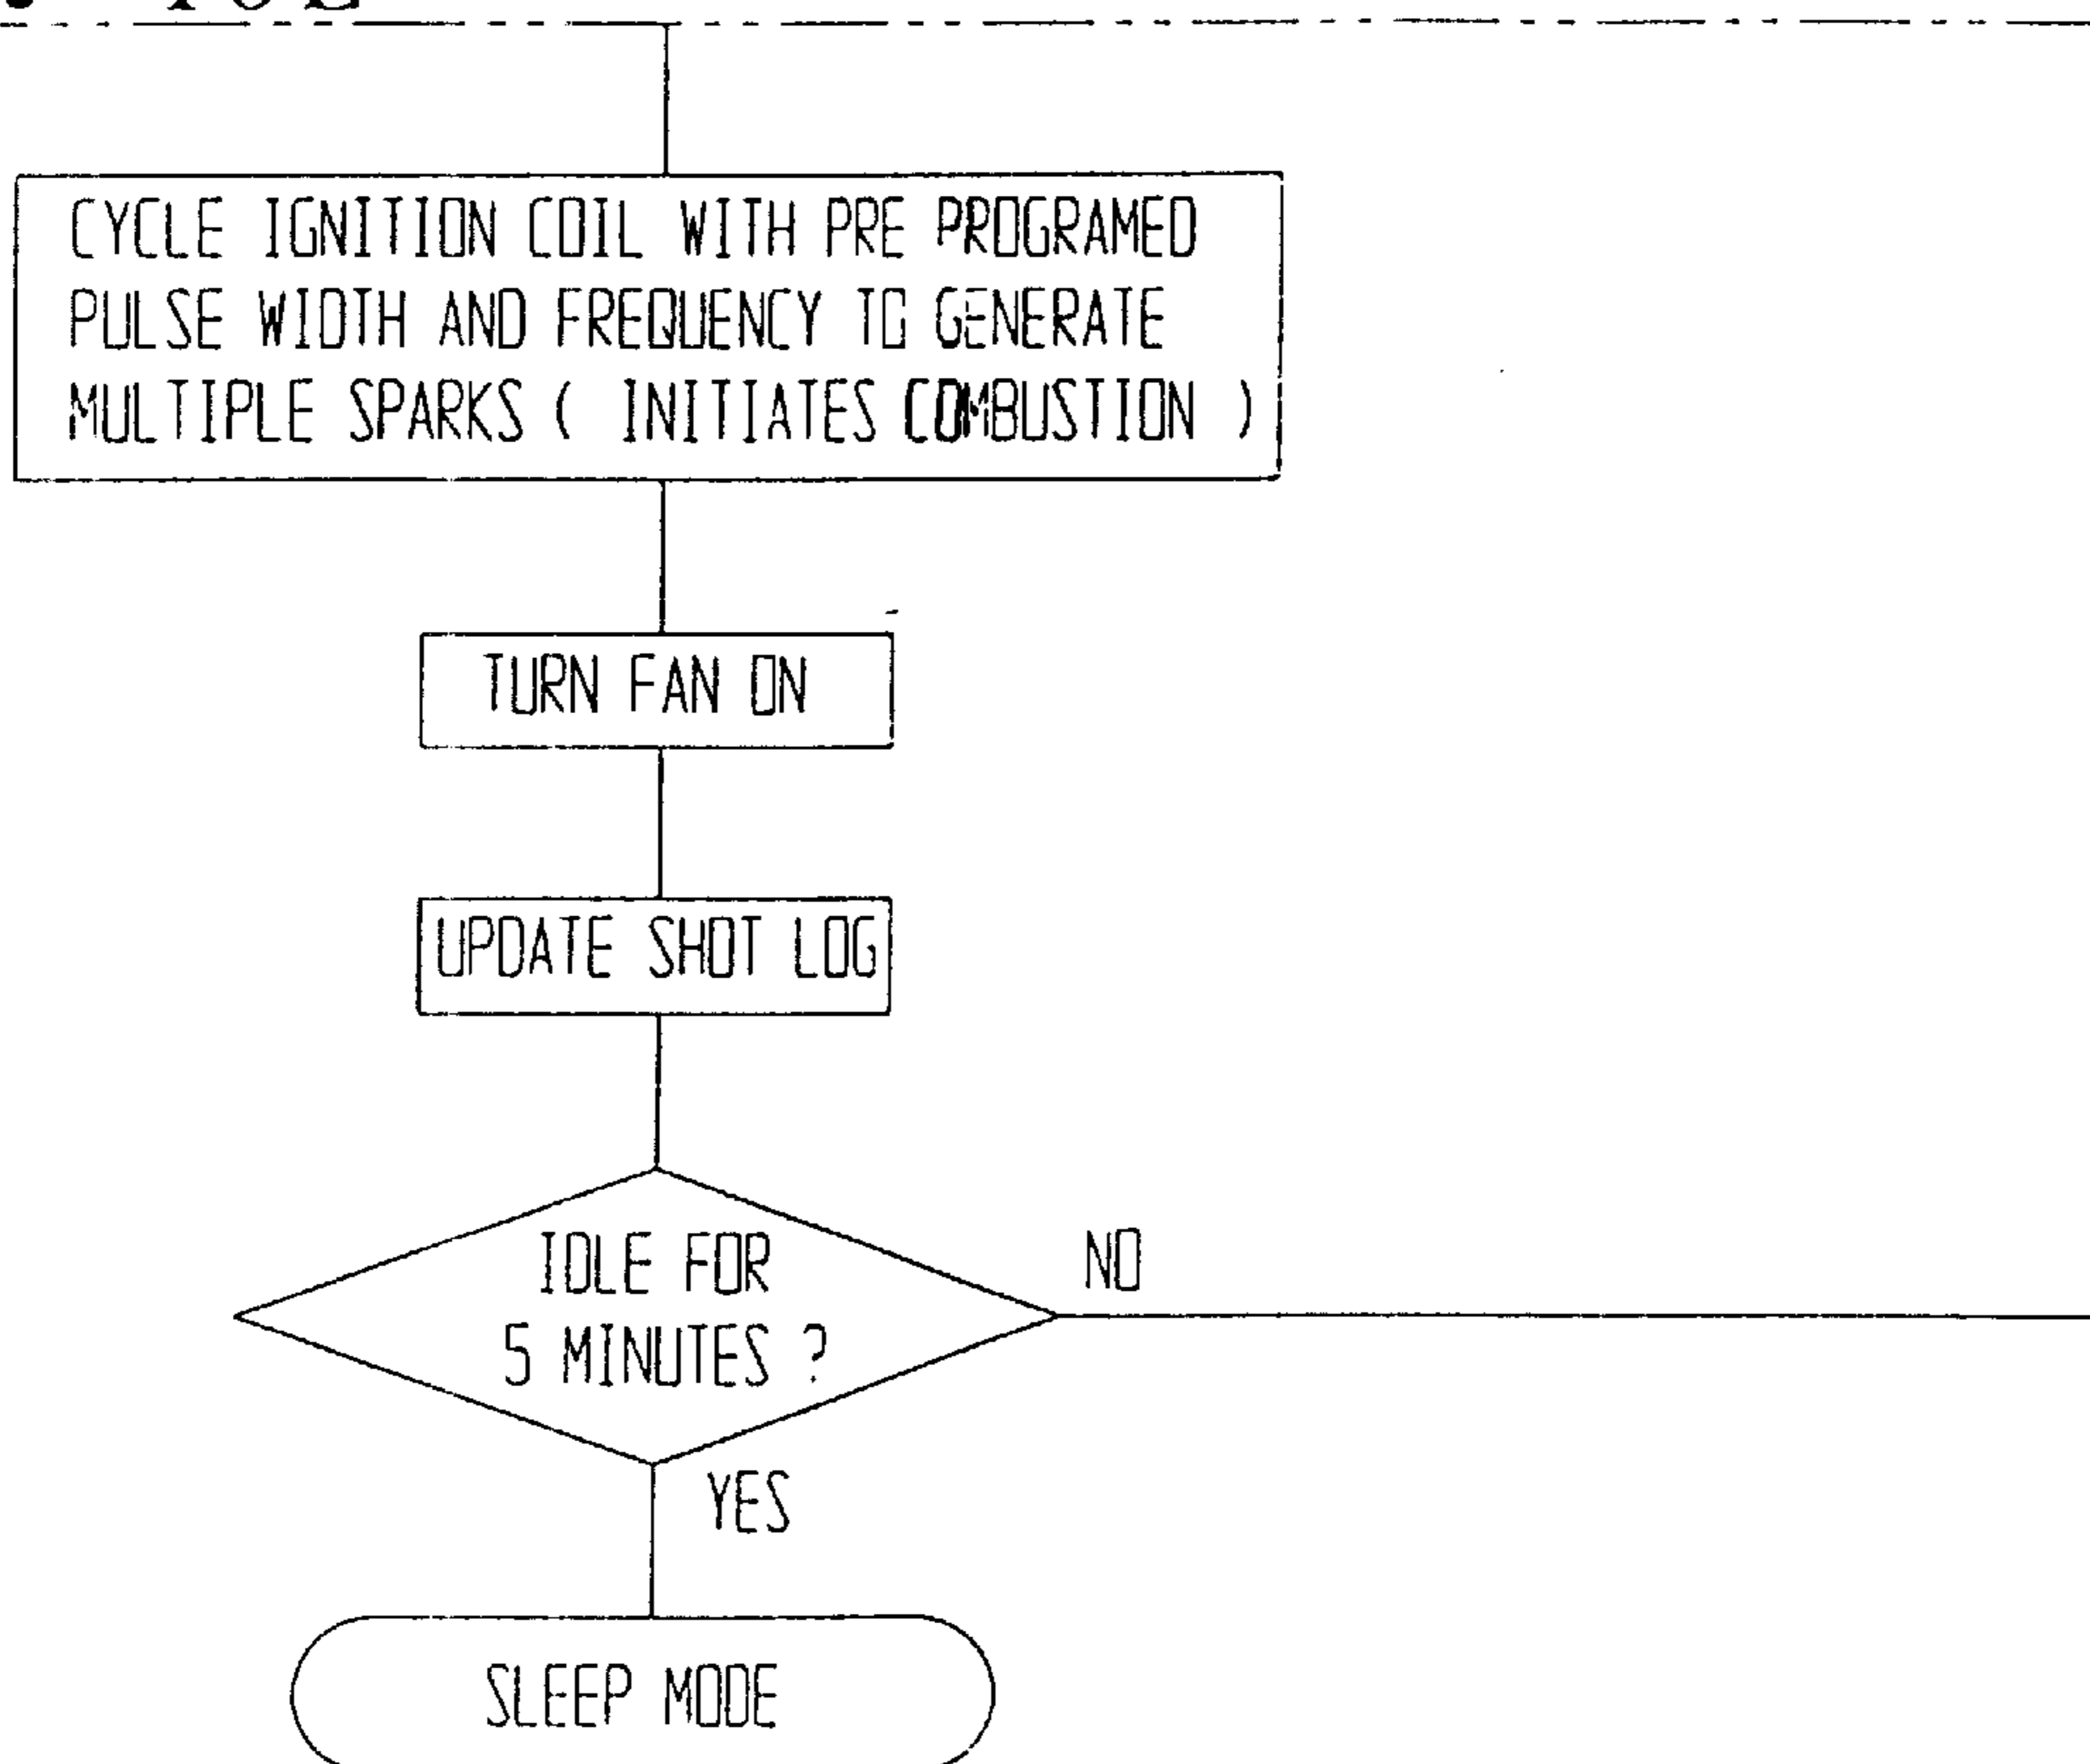 CYCLE IGNITION COIL WITH PRE PROGRAMED
PULSE WIDTH AND FREQUENCY TO GENERATE
MULTIPLE SPARKS ( INITIATES COMBUSTION )
TURN FAN ON
UPDATE SHOT LOG
IDLE FOR
5 MINUTES ?
NO
YES
SLEEP MODE